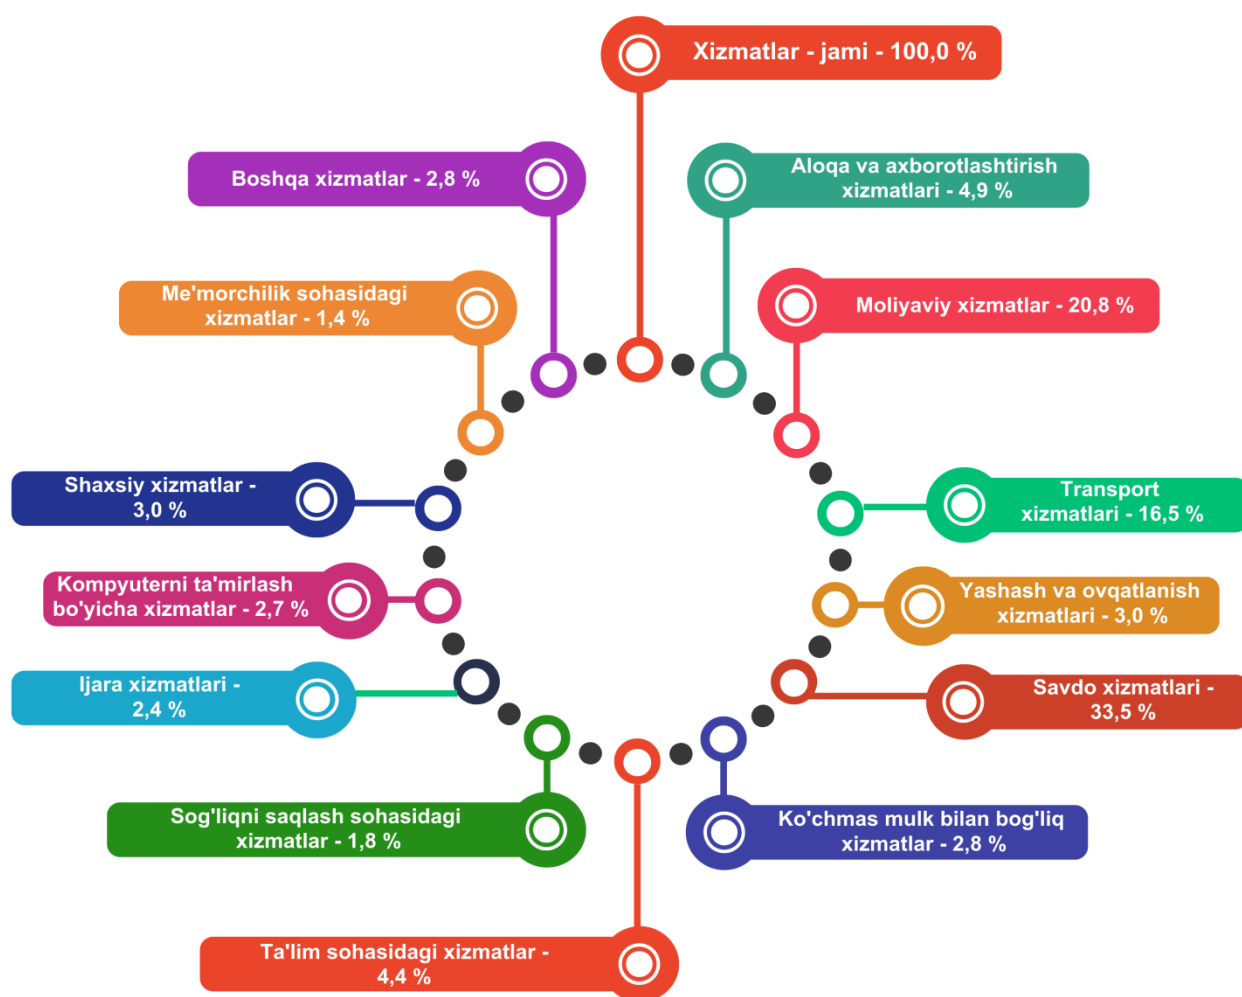 Xizmatlar - jami - 100,0 %
Boshqa xizmatlar - 2,8 %
Aloqa va axborotlashtirish
xizmatlari - 4,9 %
Me'morchilik sohasidagi
xizmatlar - 1,4 %
Moliyaviy xizmatlar - 20,8 %
Shaxsiy xizmatlar -
3,0 %
Transport
xizmatlari - 16,5 %
Kompyuterni ta'mirlash
bo'yicha xizmatlar - 2,7 %
Yashash va ovqatlanish
xizmatlari - 3,0 %
Ijara xizmatlari -
2,4 %
Savdo xizmatlari -
33,5 %
Sog'liqni saqlash sohasidagi
xizmatlar - 1,8 %
Ko'chmas mulk bilan bog'liq
xizmatlar - 2,8 %
Ta'lim sohasidagi xizmatlar -
4,4 %